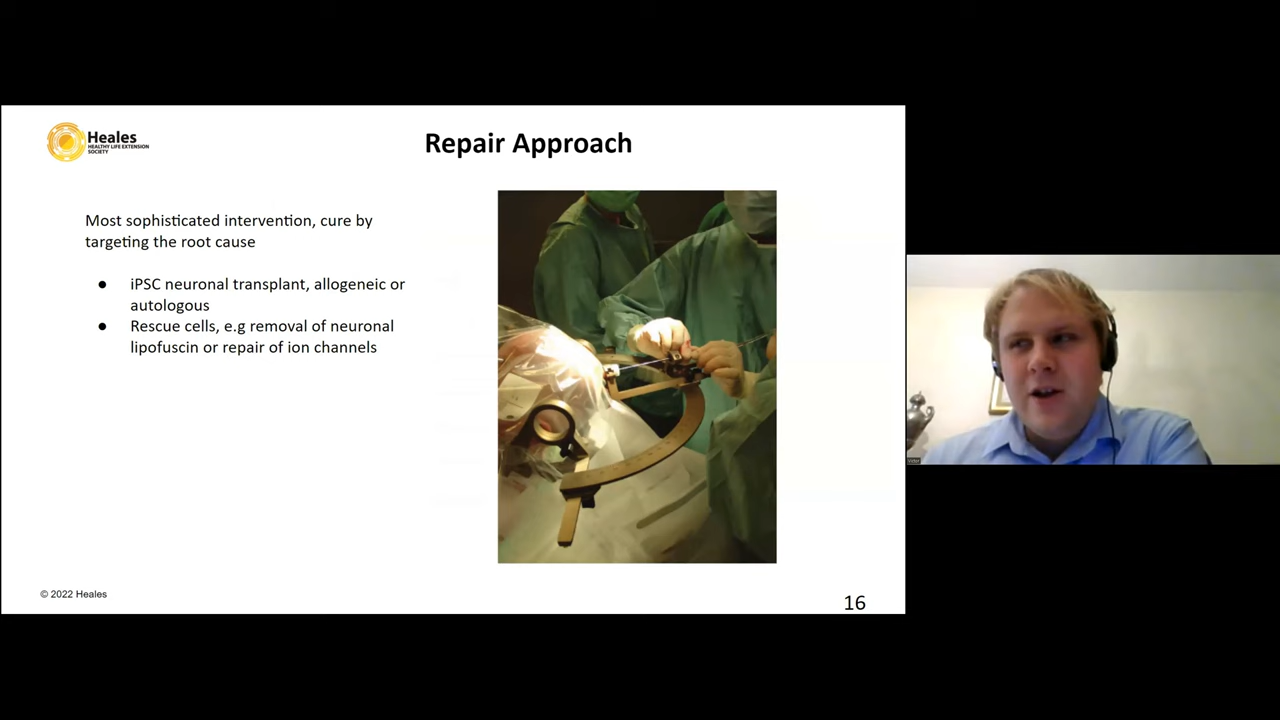 Heales
HEALTHY LIFE EXTENSION
SOCIETY
Repair Approach
Most sophisticated intervention, cure by
targeting the root cause
● iPSC neuronal transplant, allogeneic or
autologous
● Rescue cells, e.g removal of neuronal
lipofuscin or repair of ion channels
© 2022 Heales
16